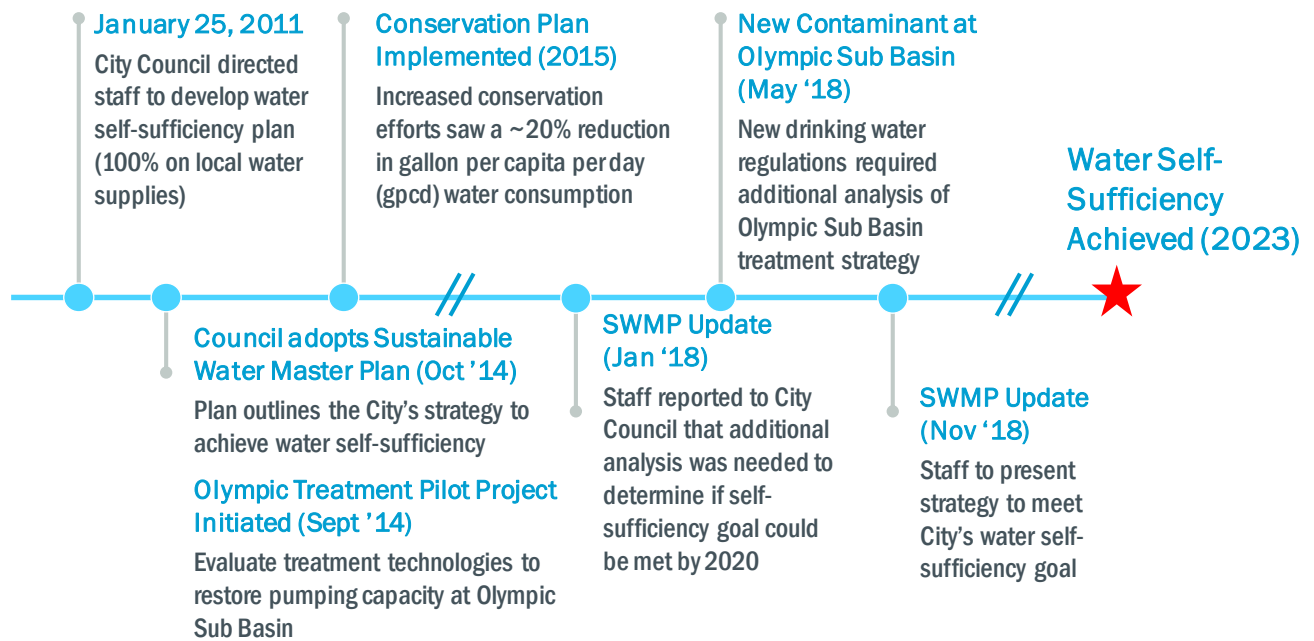 January 25, 2011
City Council directed
staff to develop water
self-sufficiency plan
(100% on local water
supplies)
Conservation Plan
Implemented (2015)
Increased conservation
efforts saw a ~20% reduction
in gallon per capita per day
(gpcd) water consumption
New Contaminant at
Olympic Sub Basin
(May ‘18)
New drinking water
regulations required
additional analysis of
Olympic Sub Basin
treatment strategy
Water Self-
Sufficiency
Achieved (2023)
Council adopts Sustainable
Water Master Plan (Oct ’14)
Plan outlines the City’s strategy to
achieve water self-sufficiency
Olympic Treatment Pilot Project
Initiated (Sept ’14)
Evaluate treatment technologies to
restore pumping capacity at Olympic
Sub Basin
SWMP Update
(Jan ‘18)
Staff reported to City
Council that additional
analysis was needed to
determine if self-
sufficiency goal could
be met by 2020
SWMP Update
(Nov ‘18)
Staff to present
strategy to meet
City’s water self-
sufficiency goal